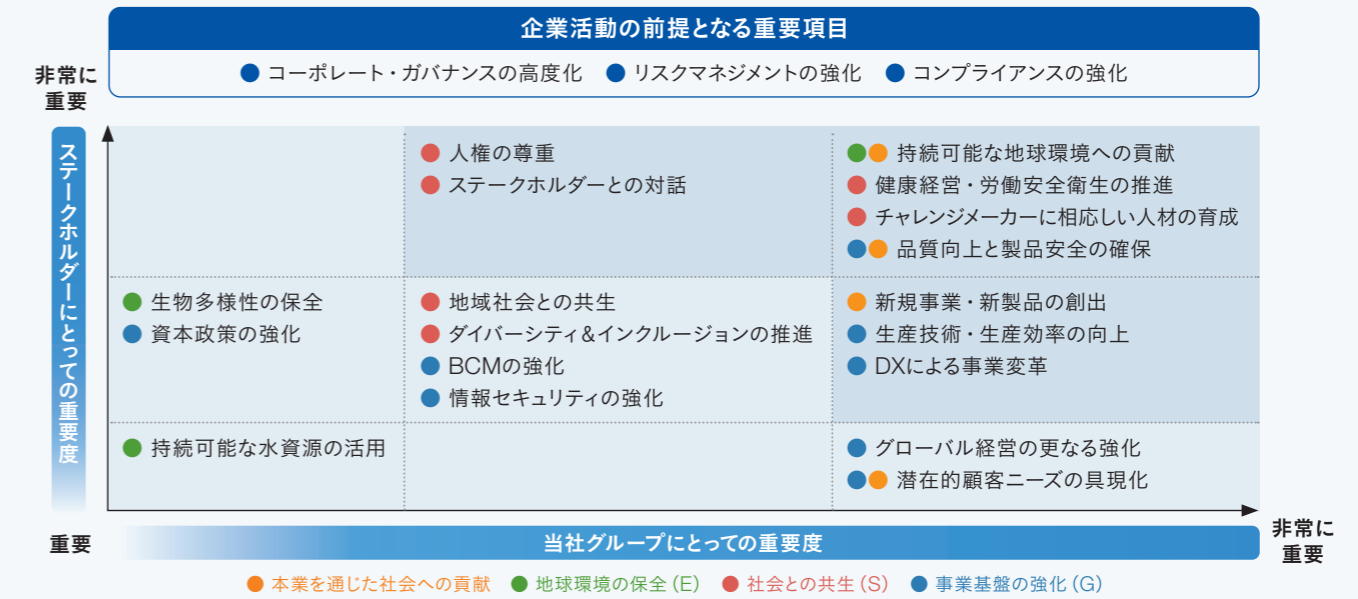 企業活動の前提となる重要項目
コーポレート・ガバナンスの高度化 リスクマネジメントの強化 コンプライアンスの強化
非常に
重要
ステークホルダーにとっての重要度
人権の尊重
ステークホルダーとの対話
持続可能な地球環境への貢献
健康経営・労働安全衛生の推進
チャレンジメーカーに相応しい人材の育成
品質向上と製品安全の確保
生物多様性の保全
資本政策の強化
地域社会との共生
ダイバーシティ&インクルージョンの推進
BCMの強化
情報セキュリティの強化
新規事業・新製品の創出
生産技術・生産効率の向上
DXによる事業変革
持続可能な水資源の活用
グローバル経営の更なる強化
潜在的顧客ニーズの具現化
重要
当社グループにとっての重要度
非常に
重要
本業を通じた社会への貢献 地球環境の保全(E) 社会との共生(S) 事業基盤の強化(G)